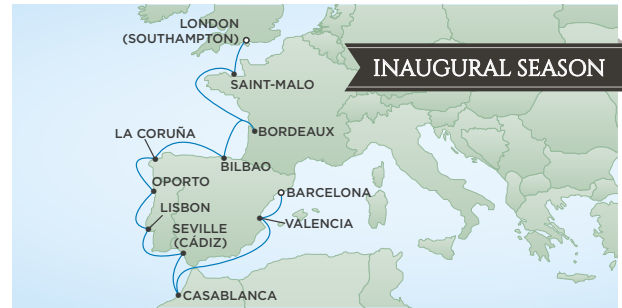 LONDON
(SOUTHAMPTON)
INAUGURAL SEASON
SAINT-MALO
LA CORUÑA
BORDEAUX
BILBAO
OPORTO
BARCELONA
LISBON
VALENCIA
SEVILLE
(CÁDIZ)
CASABLANCA